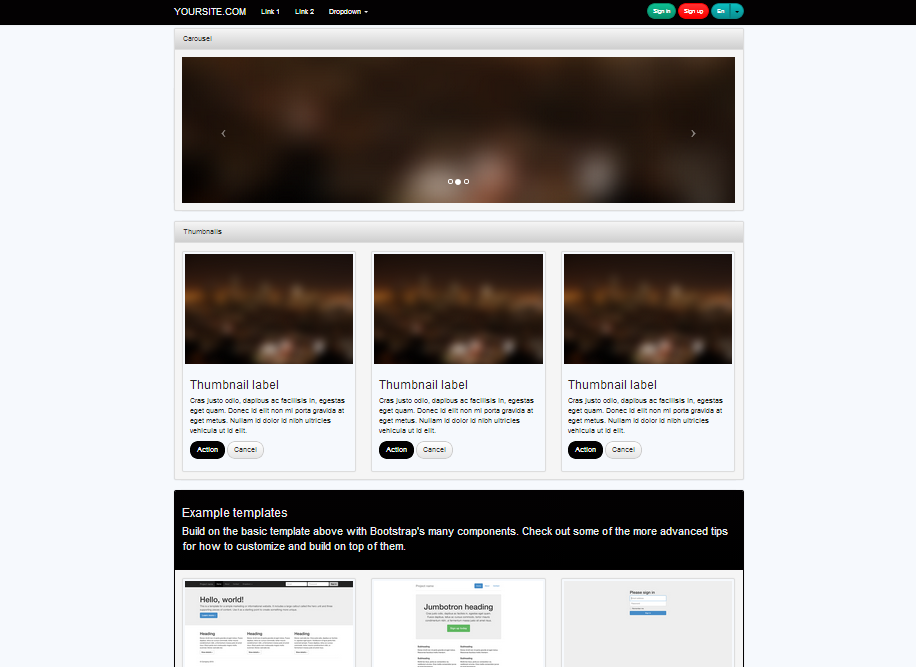 YOURSITE.COM Link 1 Link 2 Dropdown Sign in Sign up En
Carousel
Thumbnails
Thumbnail label
Cras justo odio, dapibus ac facilisis in, egestas
eget quam. Donec id elit non mi porta gravida at
eget metus. Nullam id dolor id nibh ultricies
vehicula ut id elit.
Action Cancel
Thumbnail label
Cras justo odio, dapibus ac facilisis in, egestas
eget quam. Donec id elit non mi porta gravida at
eget metus. Nullam id dolor id nibh ultricies
vehicula ut id elit.
Action Cancel
Thumbnail label
Cras justo odio, dapibus ac facilisis in, egestas
eget quam. Donec id elit non mi porta gravida at
eget metus. Nullam id dolor id nibh ultricies
vehicula ut id elit.
Action Cancel
Example templates
Build on the basic template above with Bootstrap's many components. Check out some of the more advanced tips
for how to customize and build on top of them.
Hello, world!
Heading Heading Heading
Jumbotron heading
Please sign in